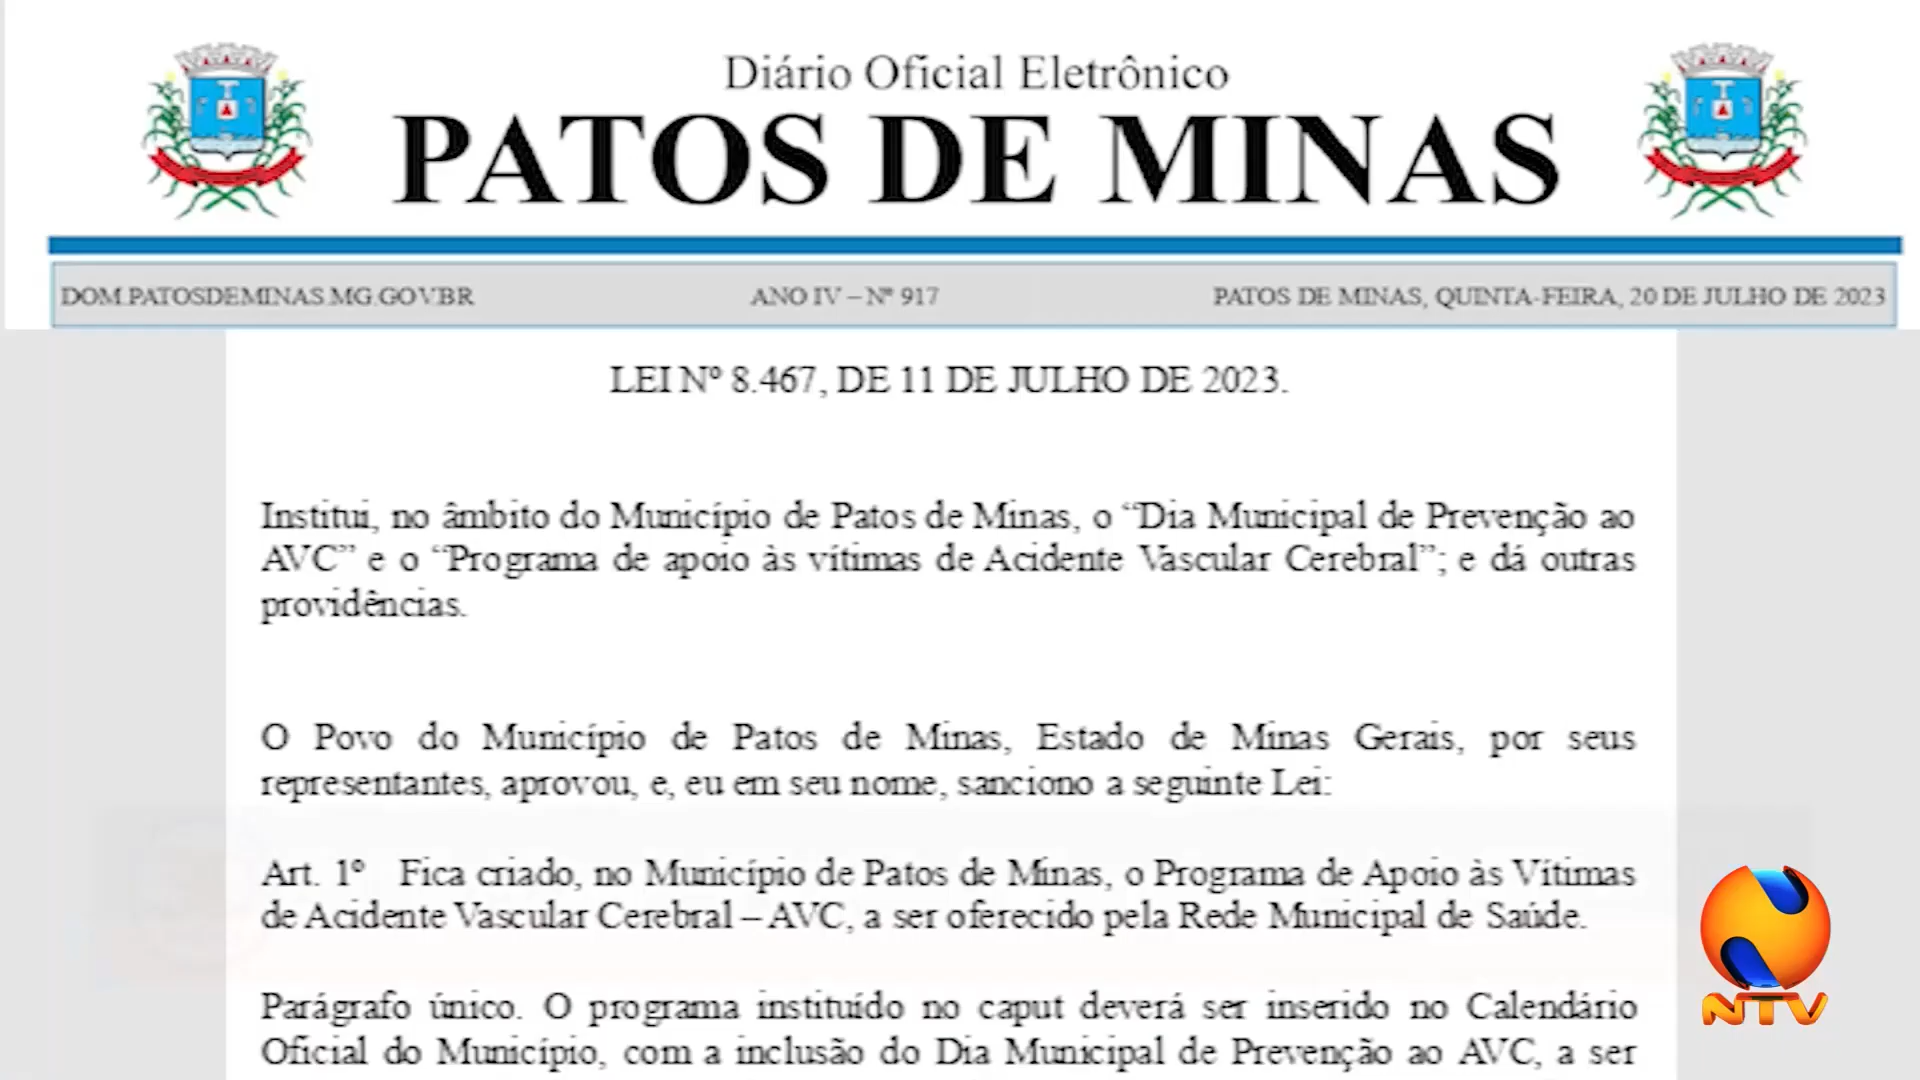 Diário Oficial Eletrônico
PATOS DE MINAS
DOM.PATOSDEMINAS.MG.GOV.BR ANO IV – Nº 917 PATOS DE MINAS, QUINTA-FEIRA, 20 DE JULHO DE 2023
LEI Nº 8.467, DE 11 DE JULHO DE 2023.
Institui, no âmbito do Município de Patos de Minas, o “Dia Municipal de Prevenção ao
AVC” e o “Programa de apoio às vítimas de Acidente Vascular Cerebral”; e dá outras
providências.
O Povo do Município de Patos de Minas, Estado de Minas Gerais, por seus
representantes, aprovou, e, eu em seu nome, sanciono a seguinte Lei:
Art. 1º Fica criado, no Município de Patos de Minas, o Programa de Apoio às Vítimas
de Acidente Vascular Cerebral – AVC, a ser oferecido pela Rede Municipal de Saúde.
Parágrafo único. O programa instituído no caput deverá ser inserido no Calendário
Oficial do Município, com a inclusão do Dia Municipal de Prevenção ao AVC, a ser
NTV